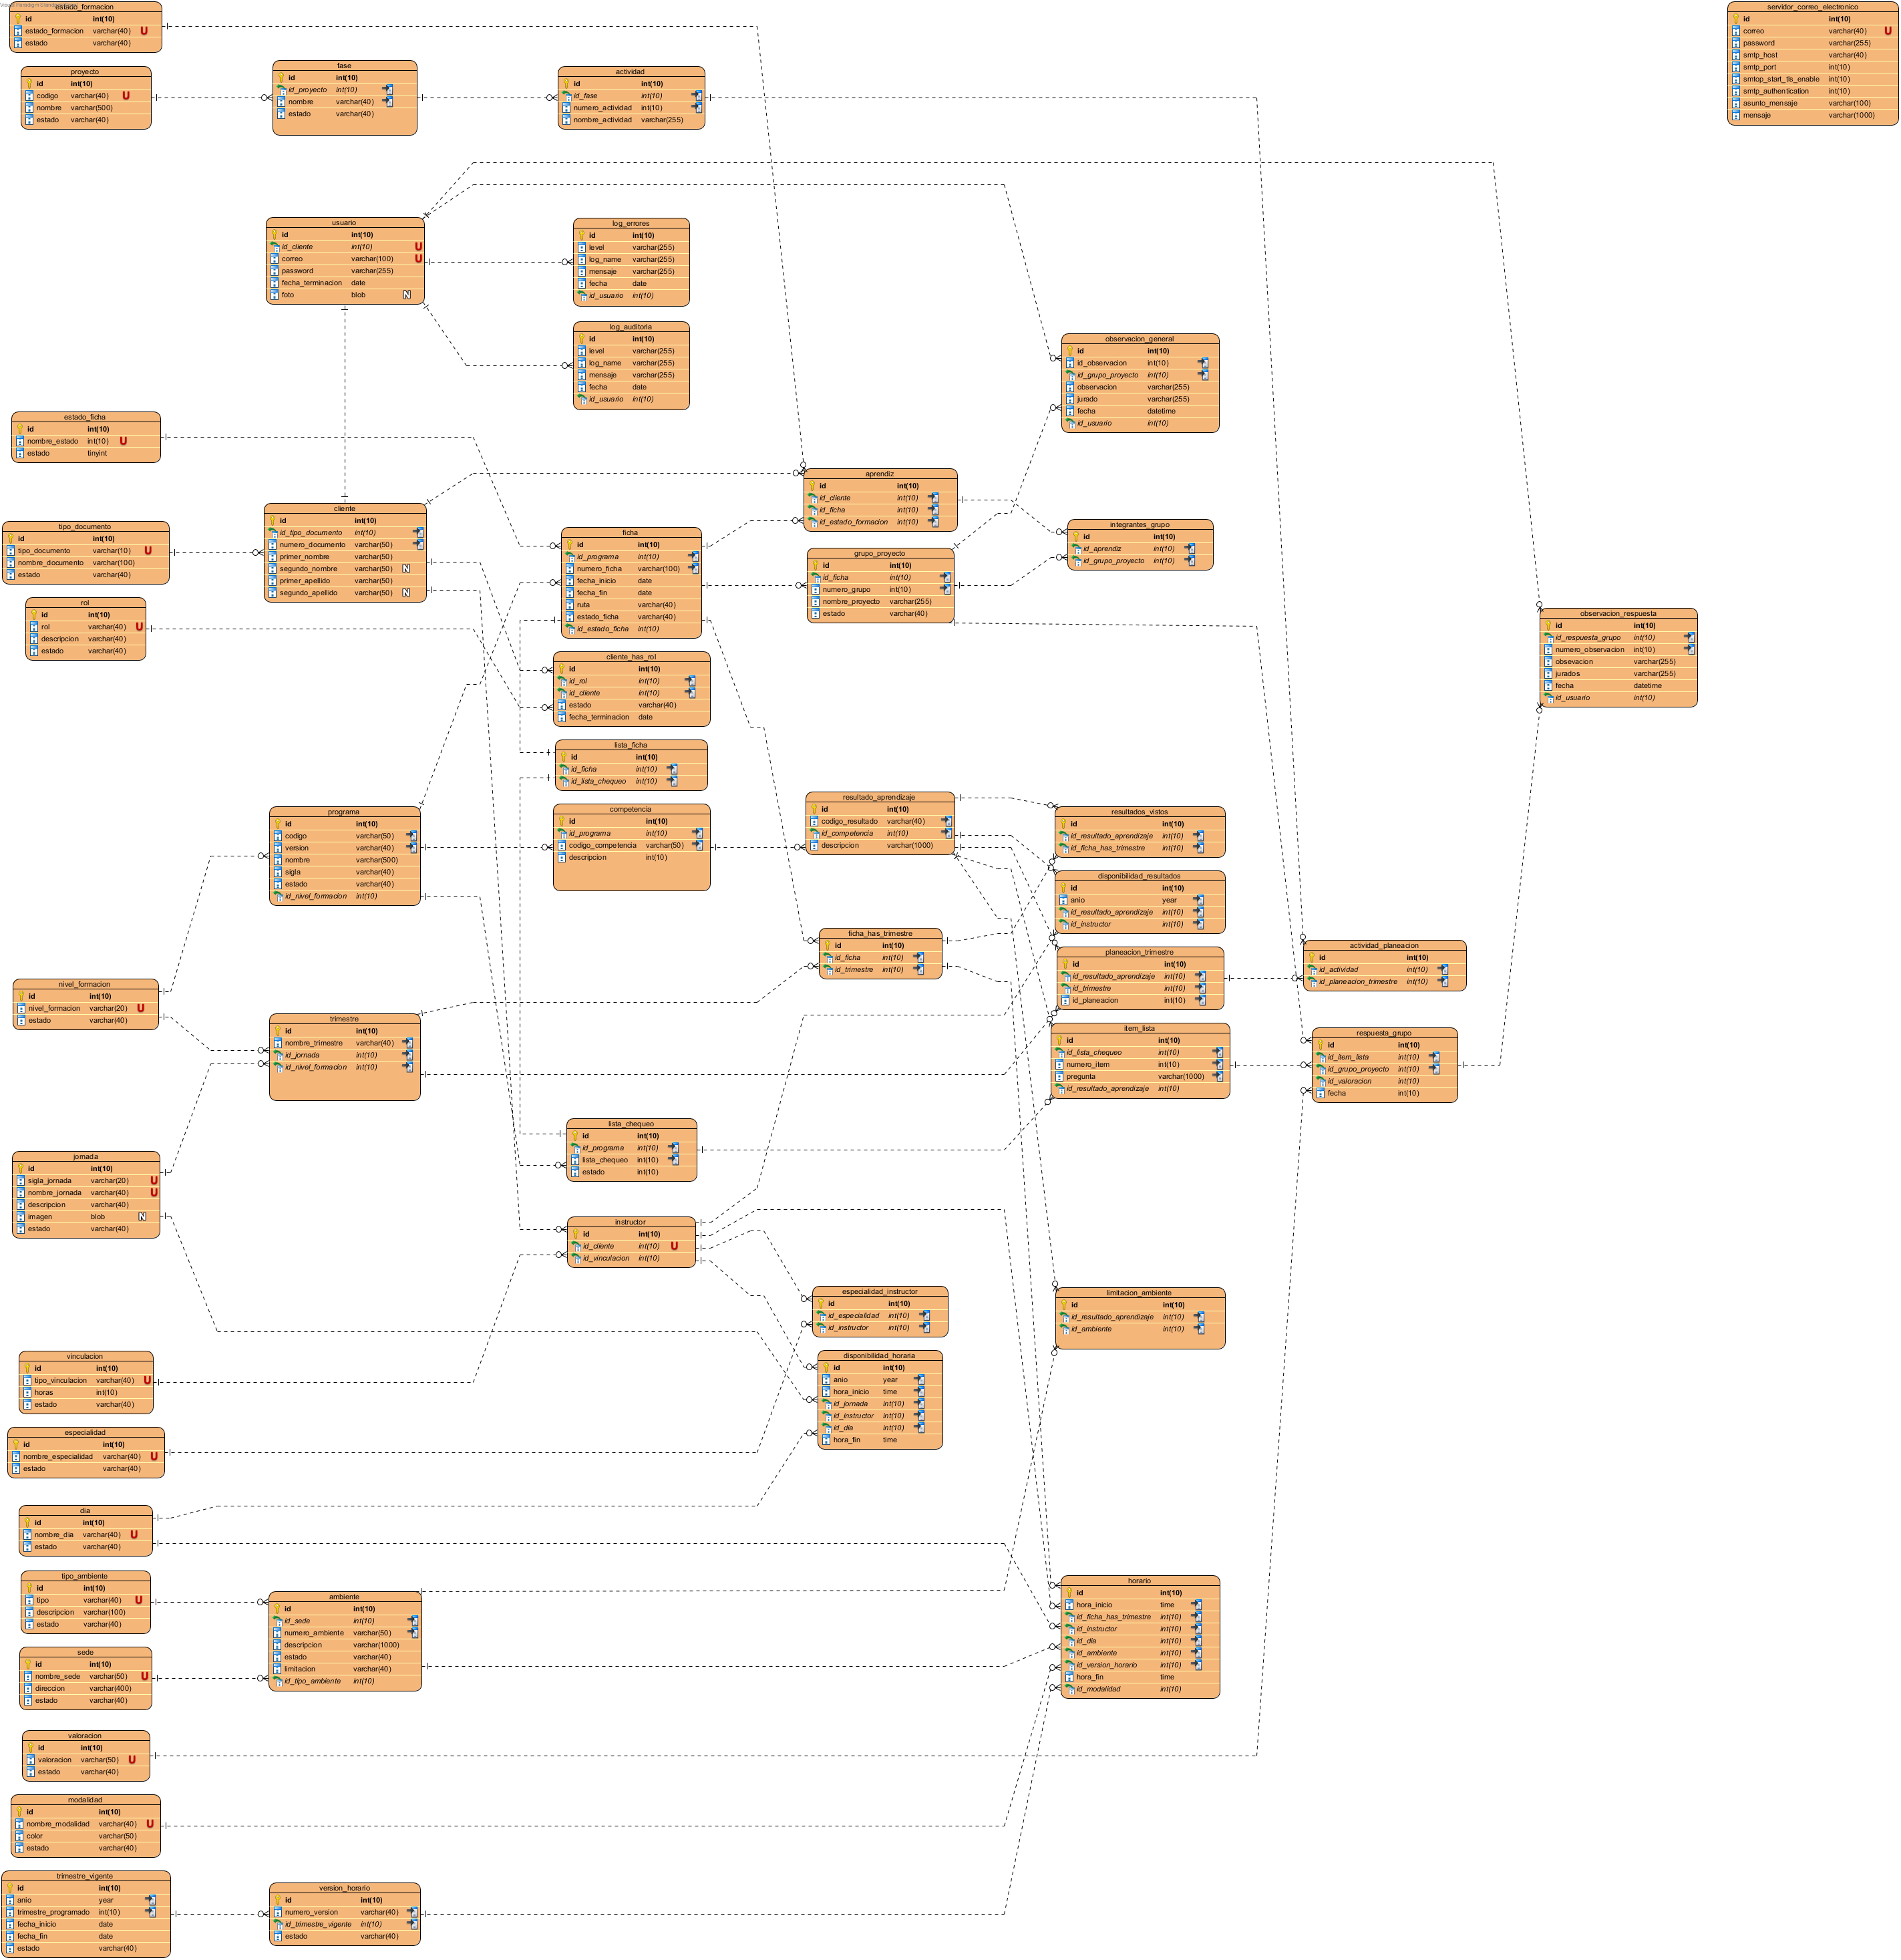 estado_formacion
id int(10)
estado_formacion varchar(40) U
estado varchar(40)
servidor_correo_electronico
id int(10)
correo varchar(40) U
password varchar(255)
smtp_host varchar(40)
smtp_port int(10)
smtop_start_tls_enable int(10)
smtp_authentication int(10)
asunto_mensaje varchar(100)
mensaje varchar(1000)
proyecto
id int(10)
codigo varchar(40) U
nombre varchar(500)
estado varchar(40)
fase
id int(10)
id_proyecto int(10)
nombre varchar(40)
estado varchar(40)
actividad
id int(10)
id_fase int(10)
numero_actividad int(10)
nombre_actividad varchar(255)
usuario
id int(10)
id_cliente int(10) U
correo varchar(100) U
password varchar(255)
fecha_terminacion date
foto blob N
log_errores
id int(10)
level varchar(255)
log_name varchar(255)
mensaje varchar(255)
fecha date
id_usuario int(10)
log_auditoria
id int(10)
level varchar(255)
log_name varchar(255)
mensaje varchar(255)
fecha date
id_usuario int(10)
observacion_general
id int(10)
id_observacion int(10)
id_grupo_proyecto int(10)
observacion varchar(255)
jurado varchar(255)
fecha datetime
id_usuario int(10)
estado_ficha
id int(10)
nombre_estado int(10) U
estado tinyint
aprendiz
id int(10)
id_cliente int(10)
id_ficha int(10)
id_estado_formacion int(10)
tipo_documento
id int(10)
tipo_documento varchar(10) U
nombre_documento varchar(100)
estado varchar(40)
cliente
id int(10)
id_tipo_documento int(10)
numero_documento varchar(50)
primer_nombre varchar(50)
segundo_nombre varchar(50) N
primer_apellido varchar(50)
segundo_apellido varchar(50) N
ficha
id int(10)
id_programa int(10)
numero_ficha varchar(100)
fecha_inicio date
fecha_fin date
ruta varchar(40)
estado_ficha varchar(40)
id_estado_ficha int(10)
grupo_proyecto
id int(10)
id_ficha int(10)
numero_grupo int(10)
nombre_proyecto varchar(255)
estado varchar(40)
integrantes_grupo
id int(10)
id_aprendiz int(10)
id_grupo_proyecto int(10)
rol
id int(10)
rol varchar(40) U
descripcion varchar(40)
estado varchar(40)
observacion_respuesta
id int(10)
id_respuesta_grupo int(10)
numero_observacion int(10)
obsevacion varchar(255)
jurados varchar(255)
fecha datetime
id_usuario int(10)
cliente_has_rol
id int(10)
id_rol int(10)
id_cliente int(10)
estado varchar(40)
fecha_terminacion date
lista_ficha
id int(10)
id_ficha int(10)
id_lista_chequeo int(10)
programa
id int(10)
codigo varchar(50)
version varchar(40)
nombre varchar(500)
sigla varchar(40)
estado varchar(40)
id_nivel_formacion int(10)
competencia
id int(10)
id_programa int(10)
codigo_competencia varchar(50)
descripcion int(10)
resultado_aprendizaje
id int(10)
codigo_resultado varchar(40)
id_competencia int(10)
descripcion varchar(1000)
resultados_vistos
id int(10)
id_resultado_aprendizaje int(10)
id_ficha_has_trimestre int(10)
disponibilidad_resultados
id int(10)
anio year
id_resultado_aprendizaje int(10)
id_instructor int(10)
ficha_has_trimestre
id int(10)
id_ficha int(10)
id_trimestre int(10)
planeacion_trimestre
id int(10)
id_resultado_aprendizaje int(10)
id_trimestre int(10)
id_planeacion int(10)
actividad_planeacion
id int(10)
id_actividad int(10)
id_planeacion_trimestre int(10)
nivel_formacion
id int(10)
nivel_formacion varchar(20) U
estado varchar(40)
trimestre
id int(10)
nombre_trimestre varchar(40)
id_jornada int(10)
id_nivel_formacion int(10)
item_lista
id int(10)
id_lista_chequeo int(10)
numero_item int(10)
pregunta varchar(1000)
id_resultado_aprendizaje int(10)
respuesta_grupo
id int(10)
id_item_lista int(10)
id_grupo_proyecto int(10)
id_valoracion int(10)
fecha int(10)
lista_chequeo
id int(10)
id_programa int(10)
lista_chequeo int(10)
estado int(10)
jornada
id int(10)
sigla_jornada varchar(20) U
nombre_jornada varchar(40) U
descripcion varchar(40)
imagen blob N
estado varchar(40)
instructor
id int(10)
id_cliente int(10) U
id_vinculacion int(10)
especialidad_instructor
id int(10)
id_especialidad int(10)
id_instructor int(10)
limitacion_ambiente
id int(10)
id_resultado_aprendizaje int(10)
id_ambiente int(10)
vinculacion
id int(10)
tipo_vinculacion varchar(40) U
horas int(10)
estado varchar(40)
disponibilidad_horaria
id int(10)
anio year
hora_inicio time
id_jornada int(10)
id_instructor int(10)
id_dia int(10)
hora_fin time
especialidad
id int(10)
nombre_especialidad varchar(40) U
estado varchar(40)
dia
id int(10)
nombre_dia varchar(40) U
estado varchar(40)
tipo_ambiente
id int(10)
tipo varchar(40) U
descripcion varchar(100)
estado varchar(40)
ambiente
id int(10)
id_sede int(10)
numero_ambiente varchar(50)
descripcion varchar(1000)
estado varchar(40)
limitacion varchar(40)
id_tipo_ambiente int(10)
horario
id int(10)
hora_inicio time
id_ficha_has_trimestre int(10)
id_instructor int(10)
id_dia int(10)
id_ambiente int(10)
id_version_horario int(10)
hora_fin time
id_modalidad int(10)
sede
id int(10)
nombre_sede varchar(50) U
direccion varchar(400)
estado varchar(40)
valoracion
id int(10)
valoracion varchar(50) U
estado varchar(40)
modalidad
id int(10)
nombre_modalidad varchar(40) U
color varchar(50)
estado varchar(40)
trimestre_vigente
id int(10)
anio year
trimestre_programado int(10)
fecha_inicio date
fecha_fin date
estado varchar(40)
version_horario
id int(10)
numero_version varchar(40)
id_trimestre_vigente int(10)
estado varchar(40)